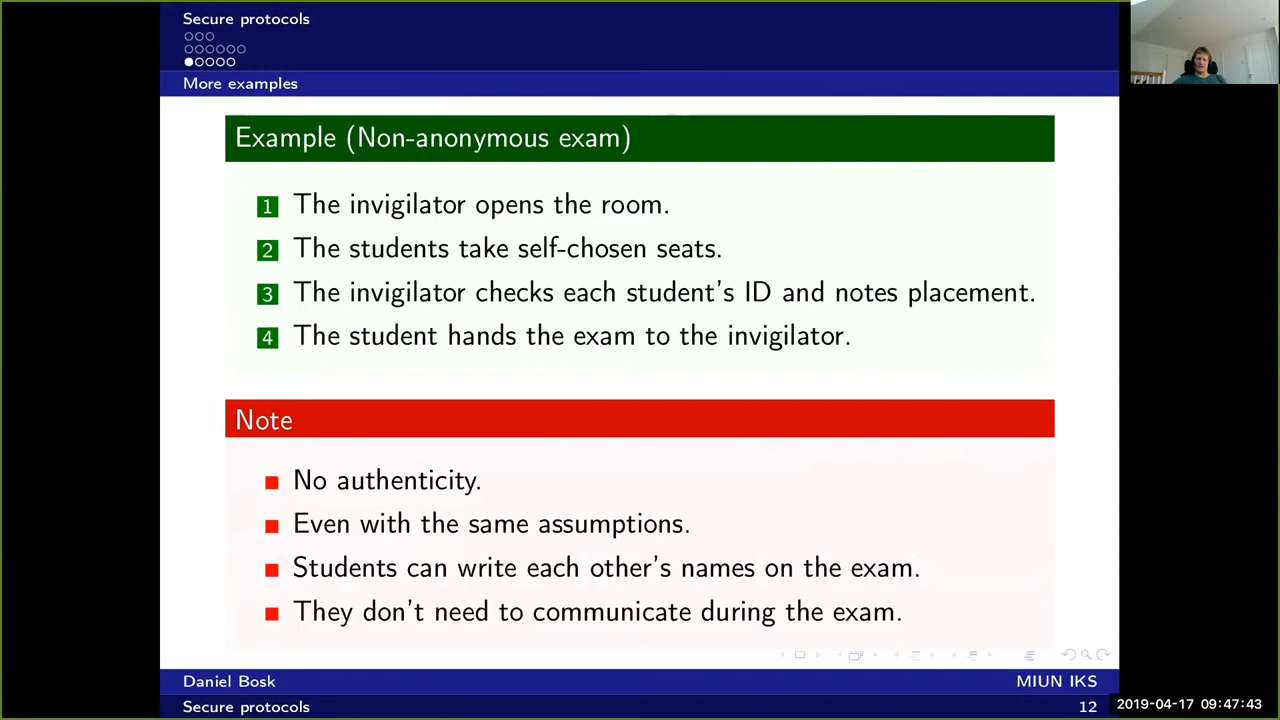 Secure protocols
More examples
Example (Non-anonymous exam)
1 The invigilator opens the room.
2 The students take self-chosen seats.
3 The invigilator checks each student's ID and notes placement.
4 The student hands the exam to the invigilator.
Note
No authenticity.
Even with the same assumptions.
Students can write each other's names on the exam.
They don't need to communicate during the exam.
Daniel Bosk MIUN IKS
Secure protocols 12
2019-04-17 09:47:43